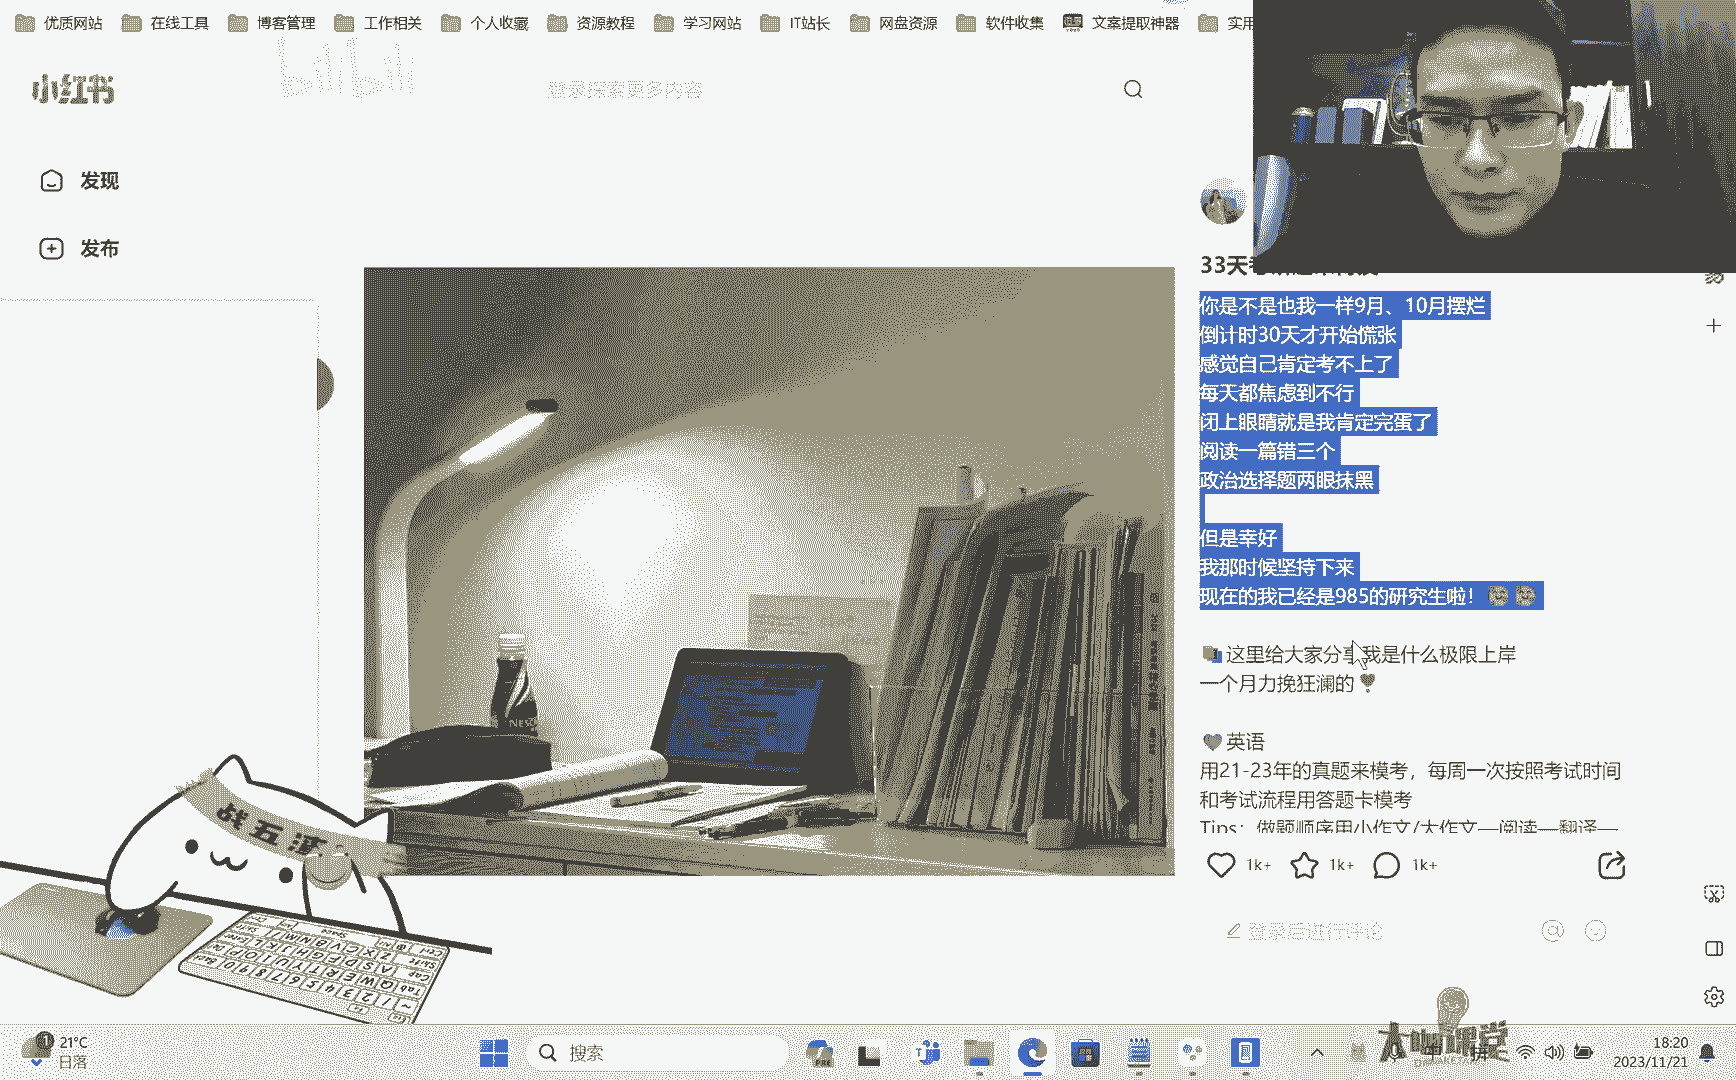 优质网站 在线工具 博客管理 工作相关 个人收藏 资源教程 学习网站 IT站长 网盘资源 软件收集 文案提取神器 实用
bilibili
小红书
登录探索更多内容
发现
发布
33天
你是不是也我一样9月、10月摆烂
倒计时30天才开始慌张
感觉自己肯定考不上了
每天都焦虑到不行
闭上眼睛就是我肯定完蛋了
阅读一篇错三个
政治选择题两眼抹黑
但是幸好
我那时候坚持下来
现在的我已经是985的研究生啦！
这里给大家分享我是什么极限上岸
一个月力挽狂澜的
英语
用21-23年的真题来模考，每周一次按照考试时间
和考试流程用答题卡模考
Tips：做题顺序用小作文/大作文—阅读—翻译—
1k+ 1k+ 1k+
登录后进行评论
战五渣
NESC
21°C
日落
搜索
课堂
18:20
2023/11/21